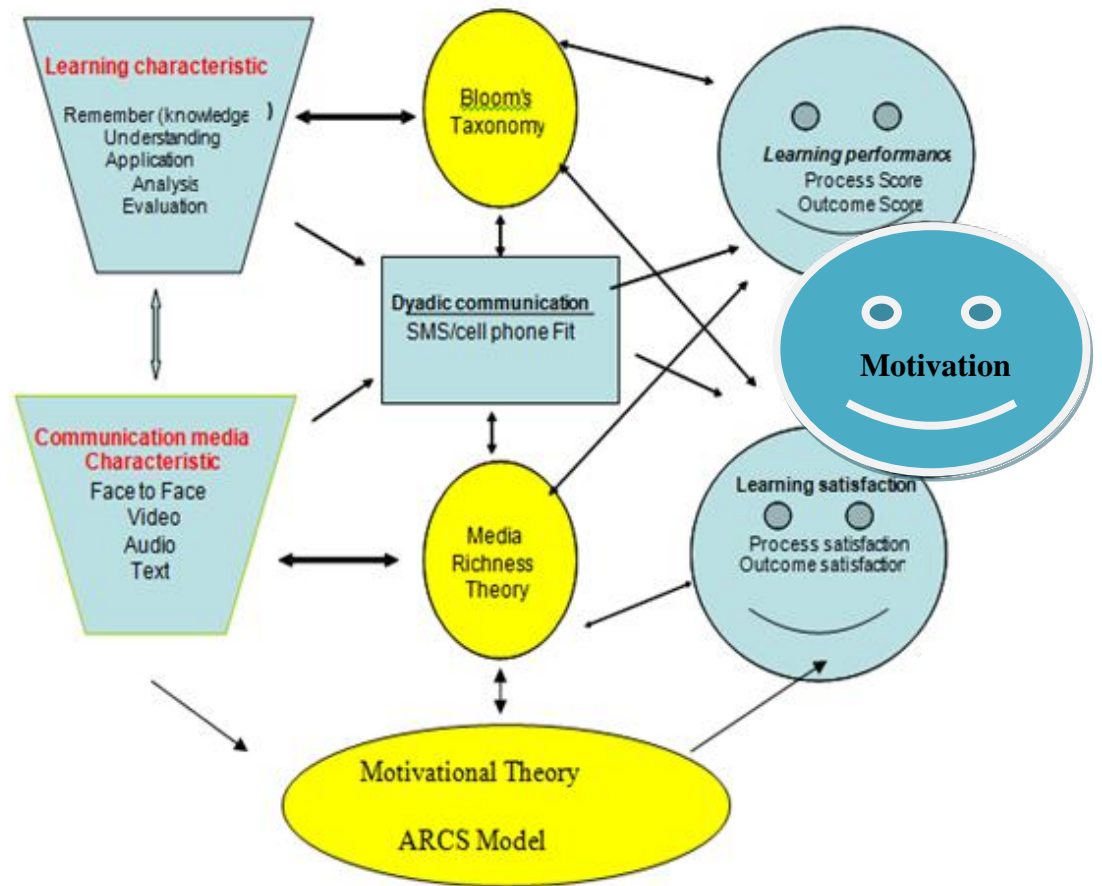 Learning characteristic
Remember (knowledge )
Understanding
Application
Analysis
Evaluation
Bloom's
Taxonomy
Learning performance
Process Score
Outcome Score
Dyadic communication
SMS/cell phone Fit
Motivation
Communication media
Characteristic
Face to Face
Video
Audio
Text
Media
Richness
Theory
Learning satisfaction
Process satisfaction
Outcome satisfaction
Motivational Theory
ARCS Model